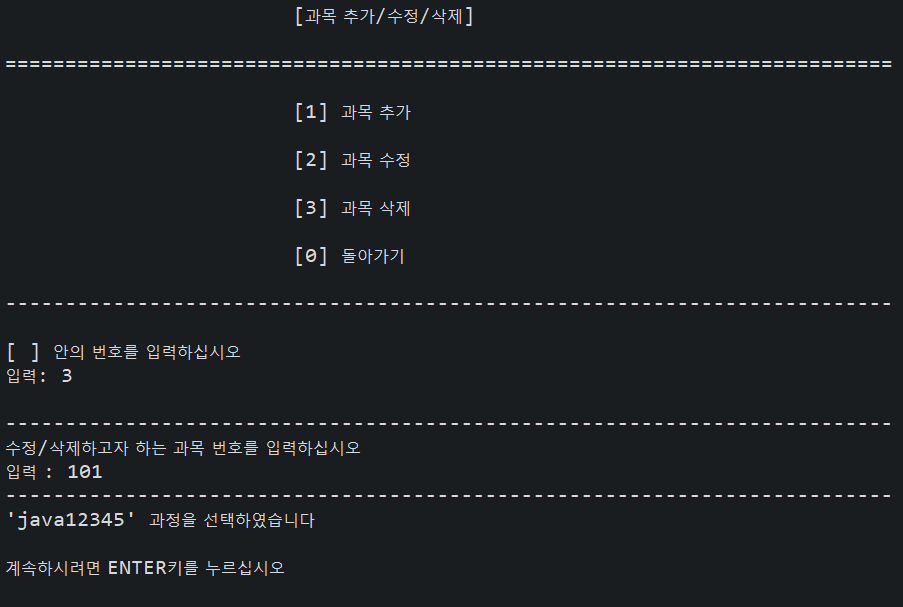 [과목 추가/수정/삭제]
==========================================================================
[1] 과목 추가
[2] 과목 수정
[3] 과목 삭제
[0] 돌아가기
--------------------------------------------------------------------------
[ ] 안의 번호를 입력하십시오
입력: 3
--------------------------------------------------------------------------
수정/삭제하고자 하는 과목 번호를 입력하십시오
입력 : 101
--------------------------------------------------------------------------
'java12345' 과정을 선택하였습니다
계속하시려면 ENTER키를 누르십시오